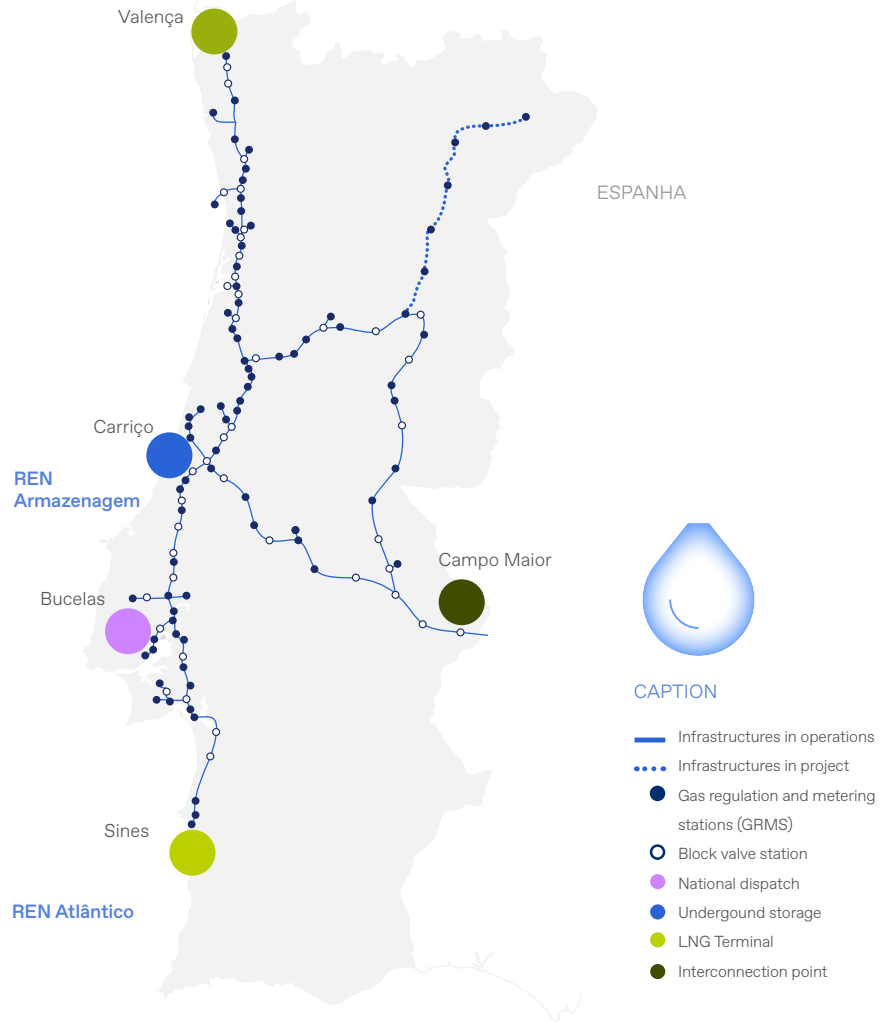 Valença
ESPANHA
Carriço
REN
Armazenagem
Campo Maior
Bucelas
CAPTION
Infrastructures in operations
Infrastructures in project
Gas regulation and metering
stations (GRMS)
Sines
Block valve station
National dispatch
REN Atlântico
Undergound storage
LNG Terminal
Interconnection point